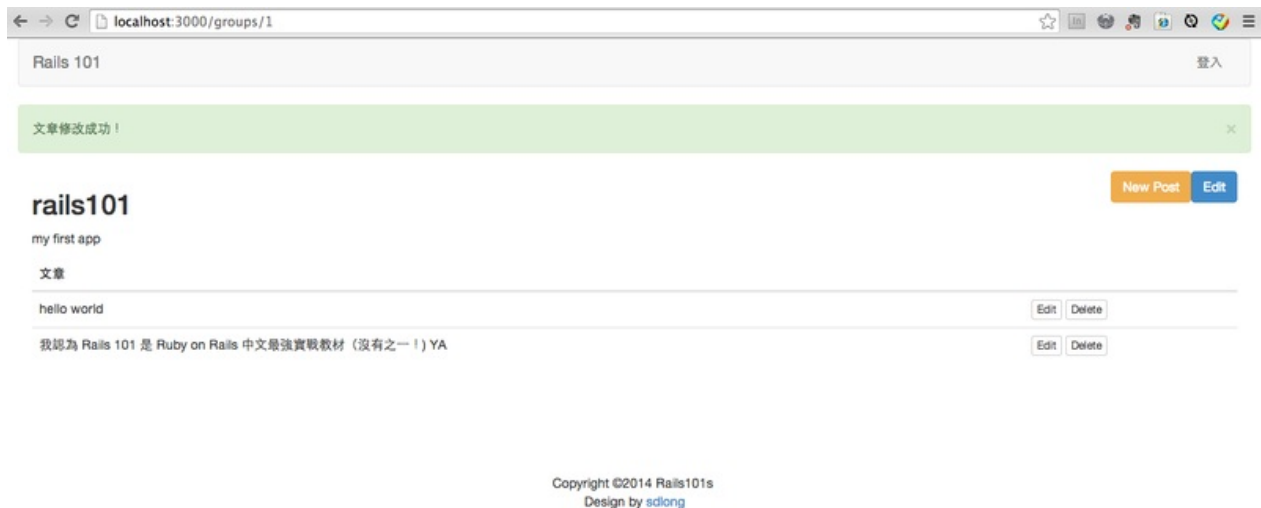 localhost:3000/groups/1
Rails 101
登入
文章修改成功！
×
New Post
Edit
rails101
my first app
文章
hello world
Edit
Delete
我認為 Rails 101 是 Ruby on Rails 中文最強實戰教材（沒有之一！) YA
Edit
Delete
Copyright ©2014 Rails101s
Design by sdlong